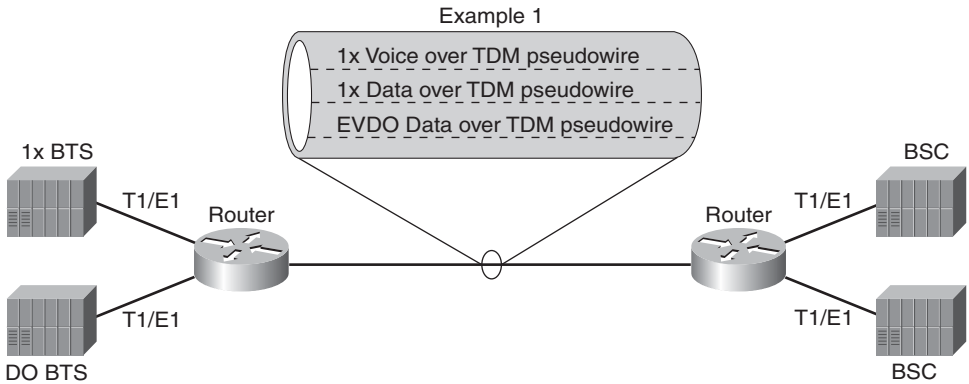 Example 1
1x Voice over TDM pseudowire
1x Data over TDM pseudowire
EVDO Data over TDM pseudowire
1x BTS
BSC
T1/E1
T1/E1
Router
Router
T1/E1
T1/E1
DO BTS
BSC